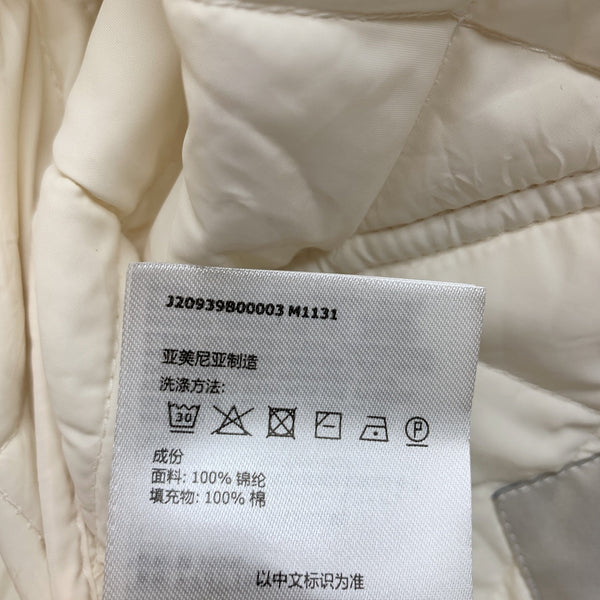 J20939B00003 M1131
亚美尼亚制造
洗涤方法:
30
P
成份
面料: 100% 锦纶
填充物: 100% 棉
以中文标识为准